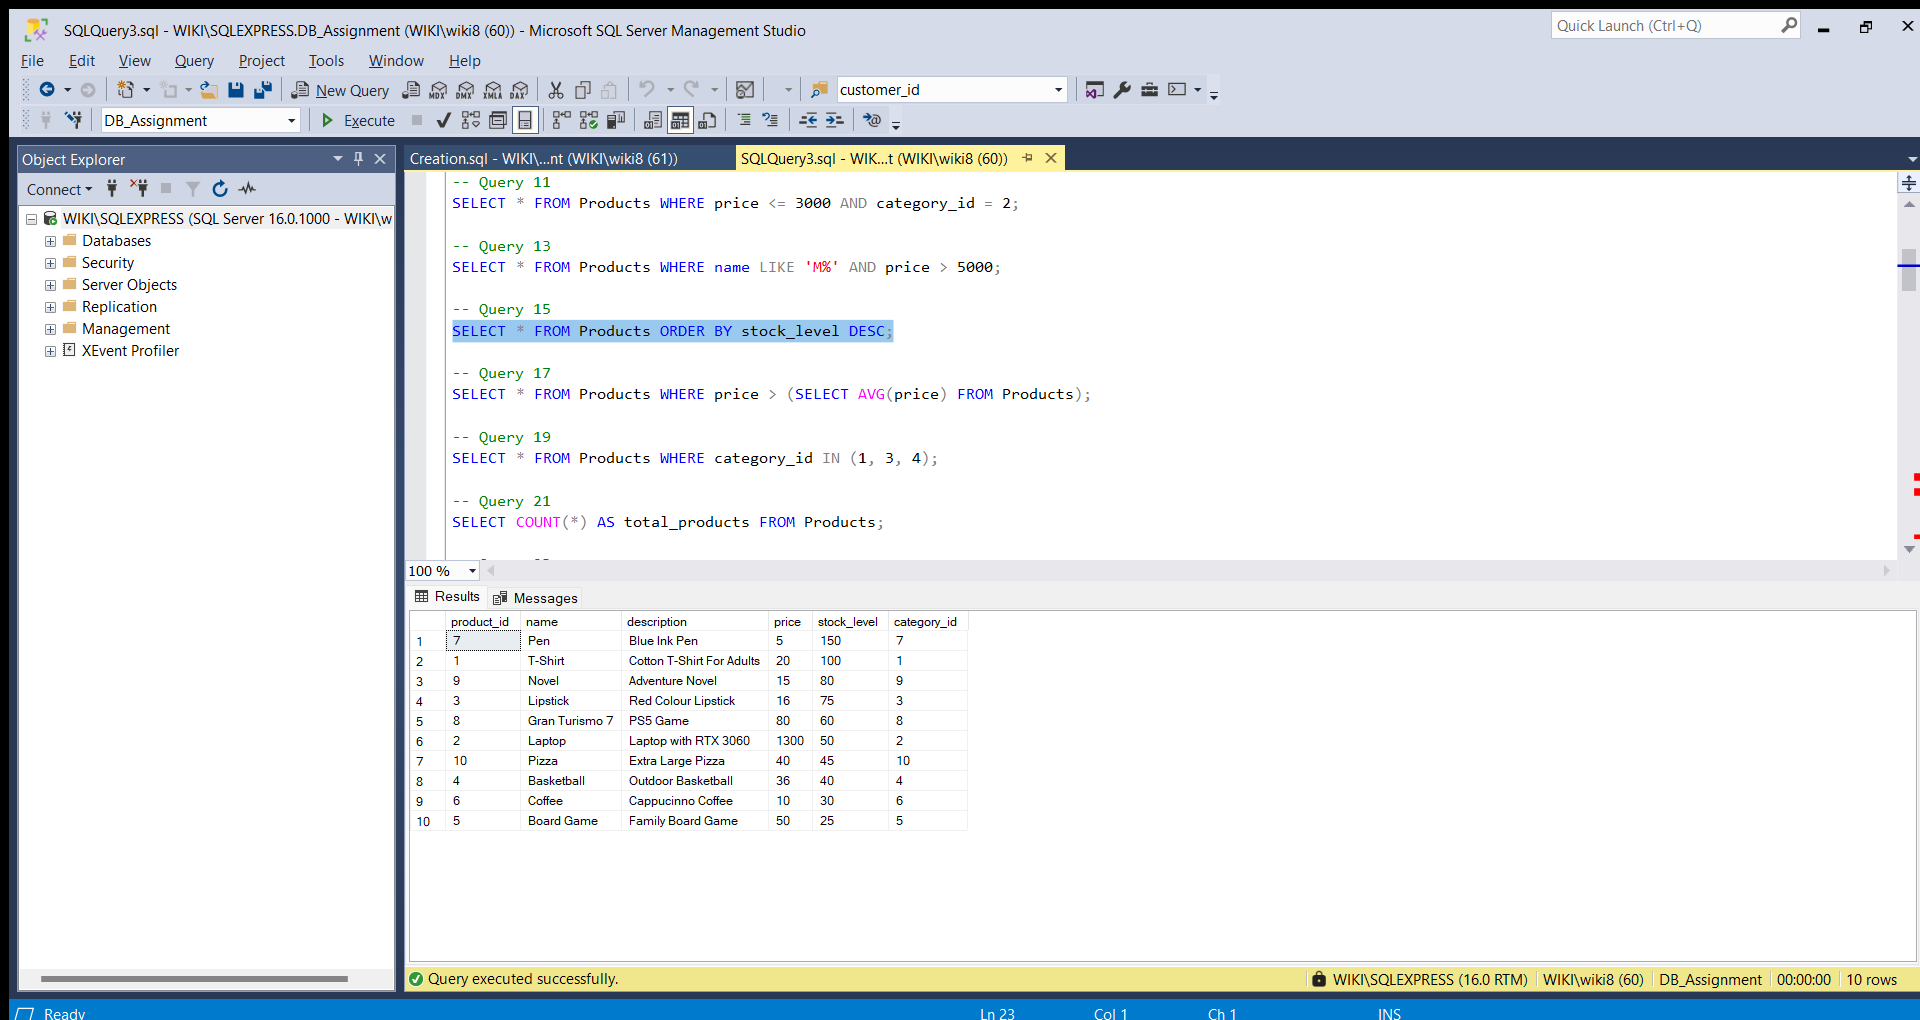 SQLQuery3.sql - WIKI\SQLEXPRESS.DB_Assignment (WIKI\wiki8 (60)) - Microsoft SQL Server Management Studio
Quick Launch (Ctrl+Q)
File Edit View Query Project Tools Window Help
New Query MDX DMX XMLA DAX customer_id
DB_Assignment Execute
Object Explorer
Creation.sql - WIKI\...nt (WIKI\wiki8 (61))
SQLQuery3.sql - WIK...t (WIKI\wiki8 (60))
Connect
WIKI\SQLEXPRESS (SQL Server 16.0.1000 - WIKI\w
Databases
Security
Server Objects
Replication
Management
XEvent Profiler
-- Query 11
SELECT * FROM Products WHERE price <= 3000 AND category_id = 2;
-- Query 13
SELECT * FROM Products WHERE name LIKE 'M%' AND price > 5000;
-- Query 15
SELECT * FROM Products ORDER BY stock_level DESC;
-- Query 17
SELECT * FROM Products WHERE price > (SELECT AVG(price) FROM Products);
-- Query 19
SELECT * FROM Products WHERE category_id IN (1, 3, 4);
-- Query 21
SELECT COUNT(*) AS total_products FROM Products;
100 %
Results Messages
product_id name description price stock_level category_id
1 7 Pen Blue Ink Pen 5 150 7
2 1 T-Shirt Cotton T-Shirt For Adults 20 100 1
3 9 Novel Adventure Novel 15 80 9
4 3 Lipstick Red Colour Lipstick 16 75 3
5 8 Gran Turismo 7 PS5 Game 80 60 8
6 2 Laptop Laptop with RTX 3060 1300 50 2
7 10 Pizza Extra Large Pizza 40 45 10
8 4 Basketball Outdoor Basketball 36 40 4
9 6 Coffee Cappucinno Coffee 10 30 6
10 5 Board Game Family Board Game 50 25 5
Query executed successfully.
WIKI\SQLEXPRESS (16.0 RTM) WIKI\wiki8 (60) DB_Assignment 00:00:00 10 rows
Ready Ln 23 Col 1 Ch 1 INS